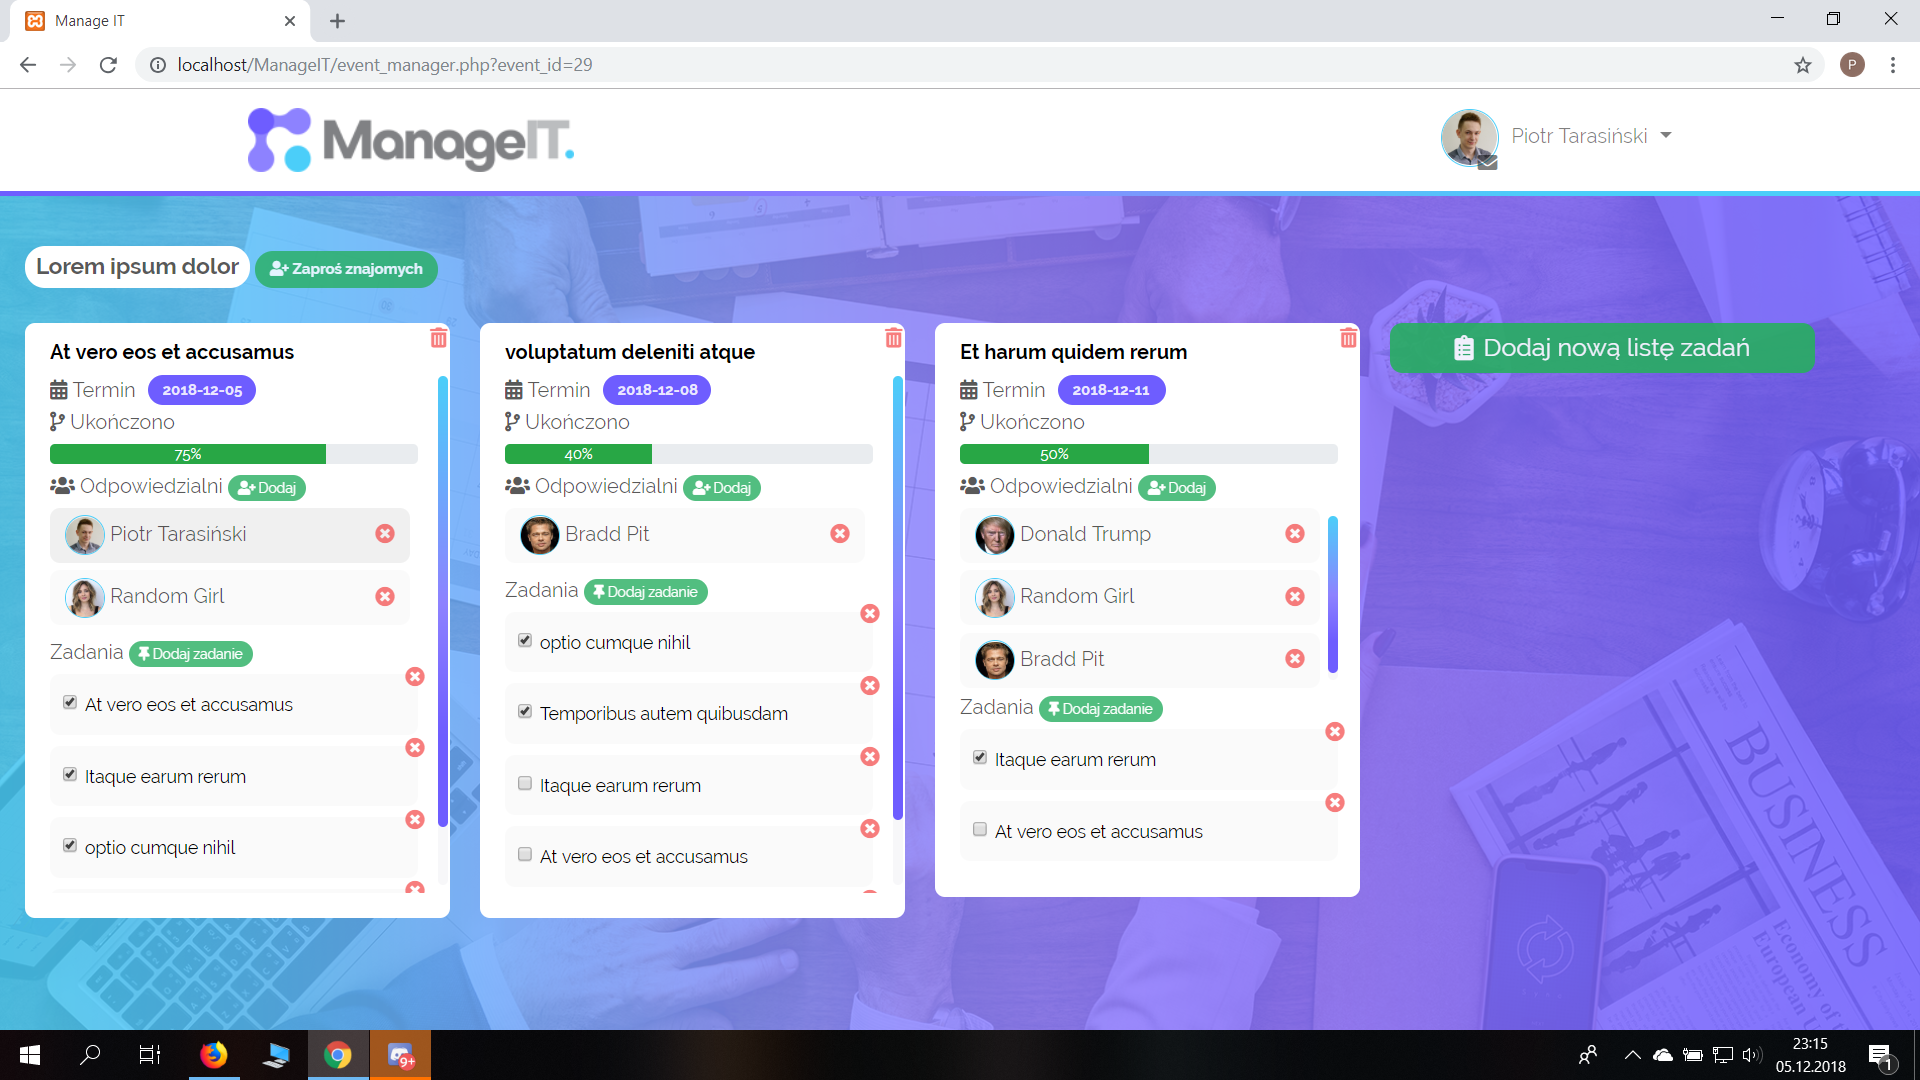 Manage IT
localhost/ManageIT/event_manager.php?event_id=29
P
ManageIT.
Piotr Tarasiński
Lorem ipsum dolor
Zaproś znajomych
At vero eos et accusamus
Termin 2018-12-05
Ukończono
75%
Odpowiedzialni Dodaj
Piotr Tarasiński
Random Girl
Zadania Dodaj zadanie
At vero eos et accusamus
Itaque earum rerum
optio cumque nihil
voluptatum deleniti atque
Termin 2018-12-08
Ukończono
40%
Odpowiedzialni Dodaj
Bradd Pit
Zadania Dodaj zadanie
optio cumque nihil
Temporibus autem quibusdam
Itaque earum rerum
At vero eos et accusamus
Et harum quidem rerum
Termin 2018-12-11
Ukończono
50%
Odpowiedzialni Dodaj
Donald Trump
Random Girl
Bradd Pit
Zadania Dodaj zadanie
Itaque earum rerum
At vero eos et accusamus
Dodaj nową listę zadań
BUSINESS
Economy of
European
9+
23:15
05.12.2018
1